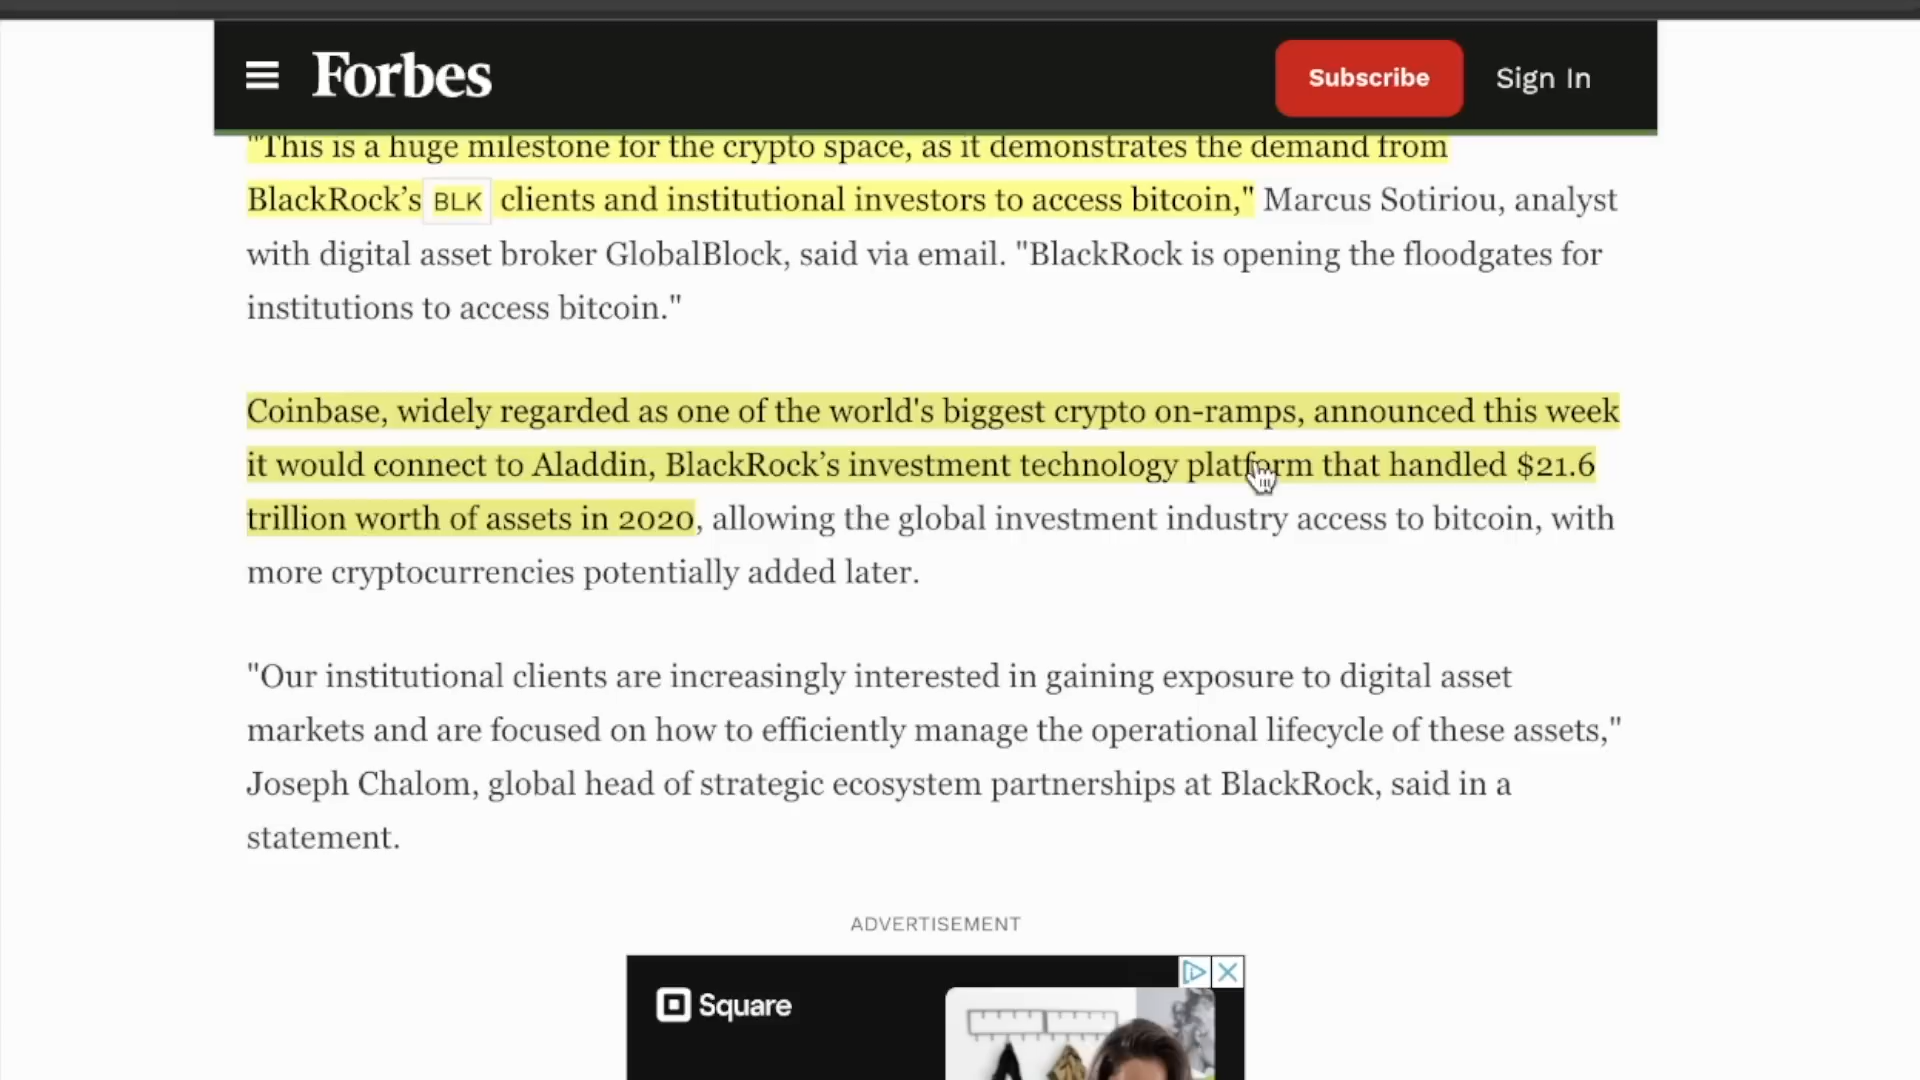 Forbes
Subscribe
Sign In
"This is a huge milestone for the crypto space, as it demonstrates the demand from
BlackRock’s BLK clients and institutional investors to access bitcoin," Marcus Sotiriou, analyst
with digital asset broker GlobalBlock, said via email. "BlackRock is opening the floodgates for
institutions to access bitcoin."
Coinbase, widely regarded as one of the world's biggest crypto on-ramps, announced this week
it would connect to Aladdin, BlackRock’s investment technology platform that handled $21.6
trillion worth of assets in 2020, allowing the global investment industry access to bitcoin, with
more cryptocurrencies potentially added later.
"Our institutional clients are increasingly interested in gaining exposure to digital asset
markets and are focused on how to efficiently manage the operational lifecycle of these assets,"
Joseph Chalom, global head of strategic ecosystem partnerships at BlackRock, said in a
statement.
ADVERTISEMENT
Square